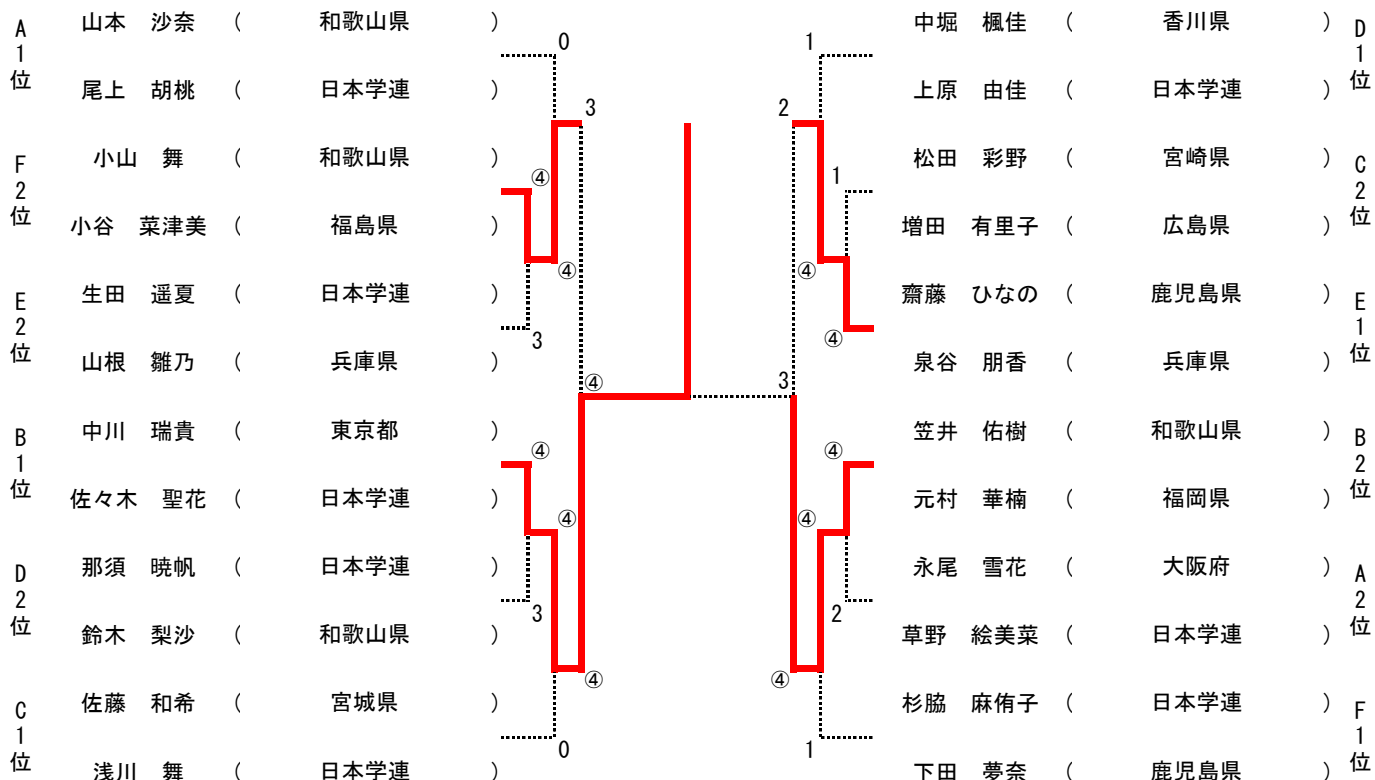 A1位 山本 沙奈 ( 和歌山県 ) 0 1 中堀 楓佳 ( 香川県 ) D1位
尾上 胡桃 ( 日本学連 ) 3 2 上原 由佳 ( 日本学連 )
F2位 小山 舞 ( 和歌山県 ) ④ 1 松田 彩野 ( 宮崎県 ) C2位
小谷 菜津美 ( 福島県 ) ④ ④ 増田 有里子 ( 広島県 )
E2位 生田 遥夏 ( 日本学連 ) 3 ④ 齋藤 ひなの ( 鹿児島県 ) E1位
山根 雛乃 ( 兵庫県 ) ④ 3 泉谷 朋香 ( 兵庫県 )
B1位 中川 瑞貴 ( 東京都 ) ④ ④ 笠井 佑樹 ( 和歌山県 ) B2位
佐々木 聖花 ( 日本学連 ) ④ ④ 元村 華楠 ( 福岡県 )
D2位 那須 暁帆 ( 日本学連 ) 3 2 永尾 雪花 ( 大阪府 ) A2位
鈴木 梨沙 ( 和歌山県 ) ④ ④ 草野 絵美菜 ( 日本学連 )
C1位 佐藤 和希 ( 宮城県 ) 0 1 杉脇 麻侑子 ( 日本学連 ) F1位
浅川 舞 ( 日本学連 ) 下田 夢奈 ( 鹿児島県 )